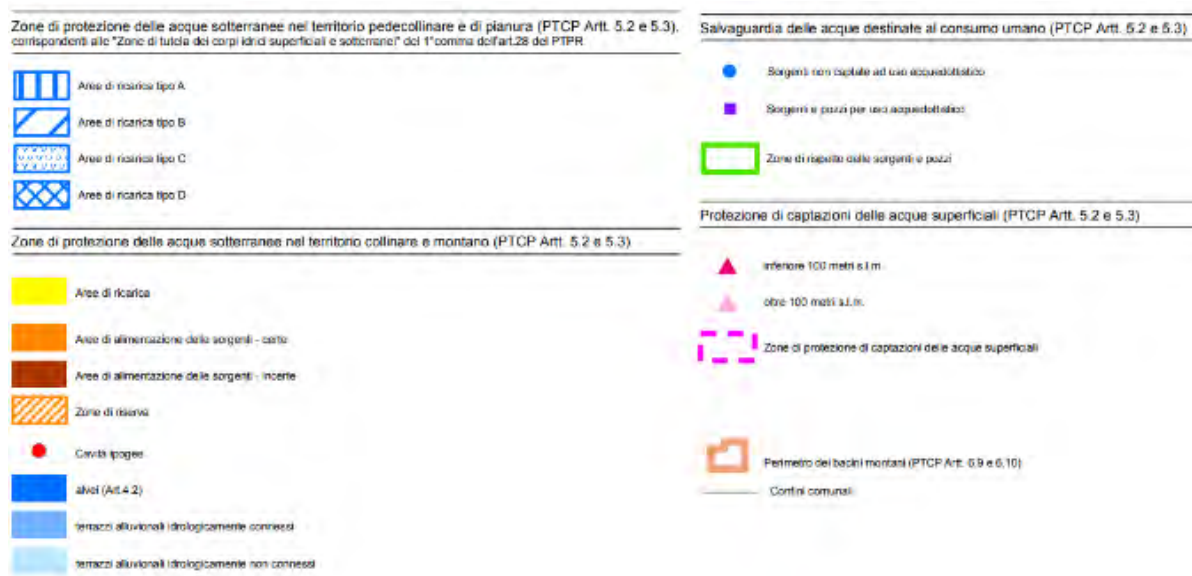 Zone di protezione delle acque sotterranee nel territorio pedecollinare e di pianura (PTCP Artt. 5.2 e 5.3).
corrispondenti alle "Zone di tutela dei corpi idrici superficiali e sotterranei" del 1°comma dell'art.28 del PTPR
Aree di ricarica tipo A
Aree di ricarica tipo B
Aree di ricarica tipo C
Aree di ricarica tipo D
Zone di protezione delle acque sotterranee nel territorio collinare e montano (PTCP Artt. 5.2 e 5.3)
Aree di ricarica
Aree di alimentazione delle sorgenti - certe
Aree di alimentazione delle sorgenti - incerte
Zone di riserva
Cavità ipogee
alvei (Art.4.2)
terrazzi alluvionali idrologicamente connessi
terrazzi alluvionali idrologicamente non connessi
Salvaguardia delle acque destinate al consumo umano (PTCP Artt. 5.2 e 5.3)
Sorgenti non captate ad uso acquedottistico
Sorgenti e pozzi per uso acquedottistico
Zone di rispetto delle sorgenti e pozzi
Protezione di captazioni delle acque superficiali (PTCP Artt. 5.2 e 5.3)
inferiore 100 metri s.l.m.
oltre 100 metri s.l.m.
Zone di protezione di captazioni delle acque superficiali
Perimetro dei bacini montani (PTCP Artt. 6.9 e 6.10)
Confini comunali